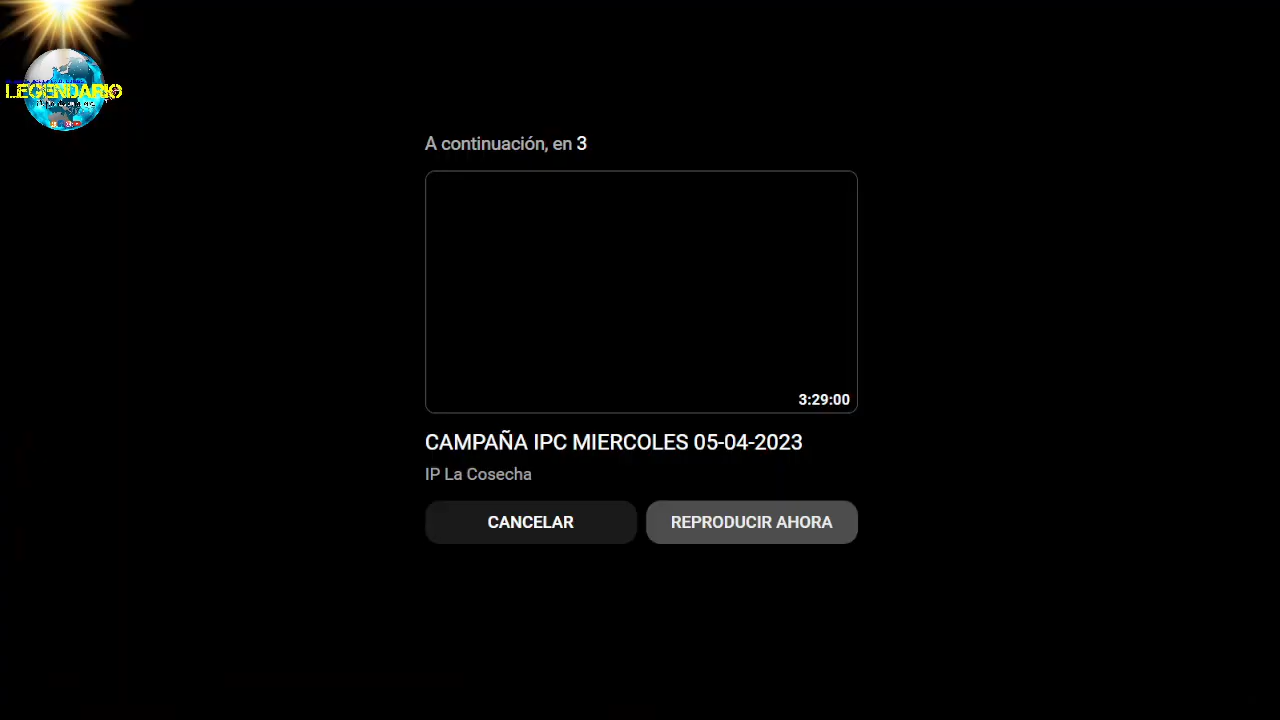 LEGENDARIO
A continuación, en 3
3:29:00
CAMPAÑA IPC MIERCOLES 05-04-2023
IP La Cosecha
CANCELAR
REPRODUCIR AHORA